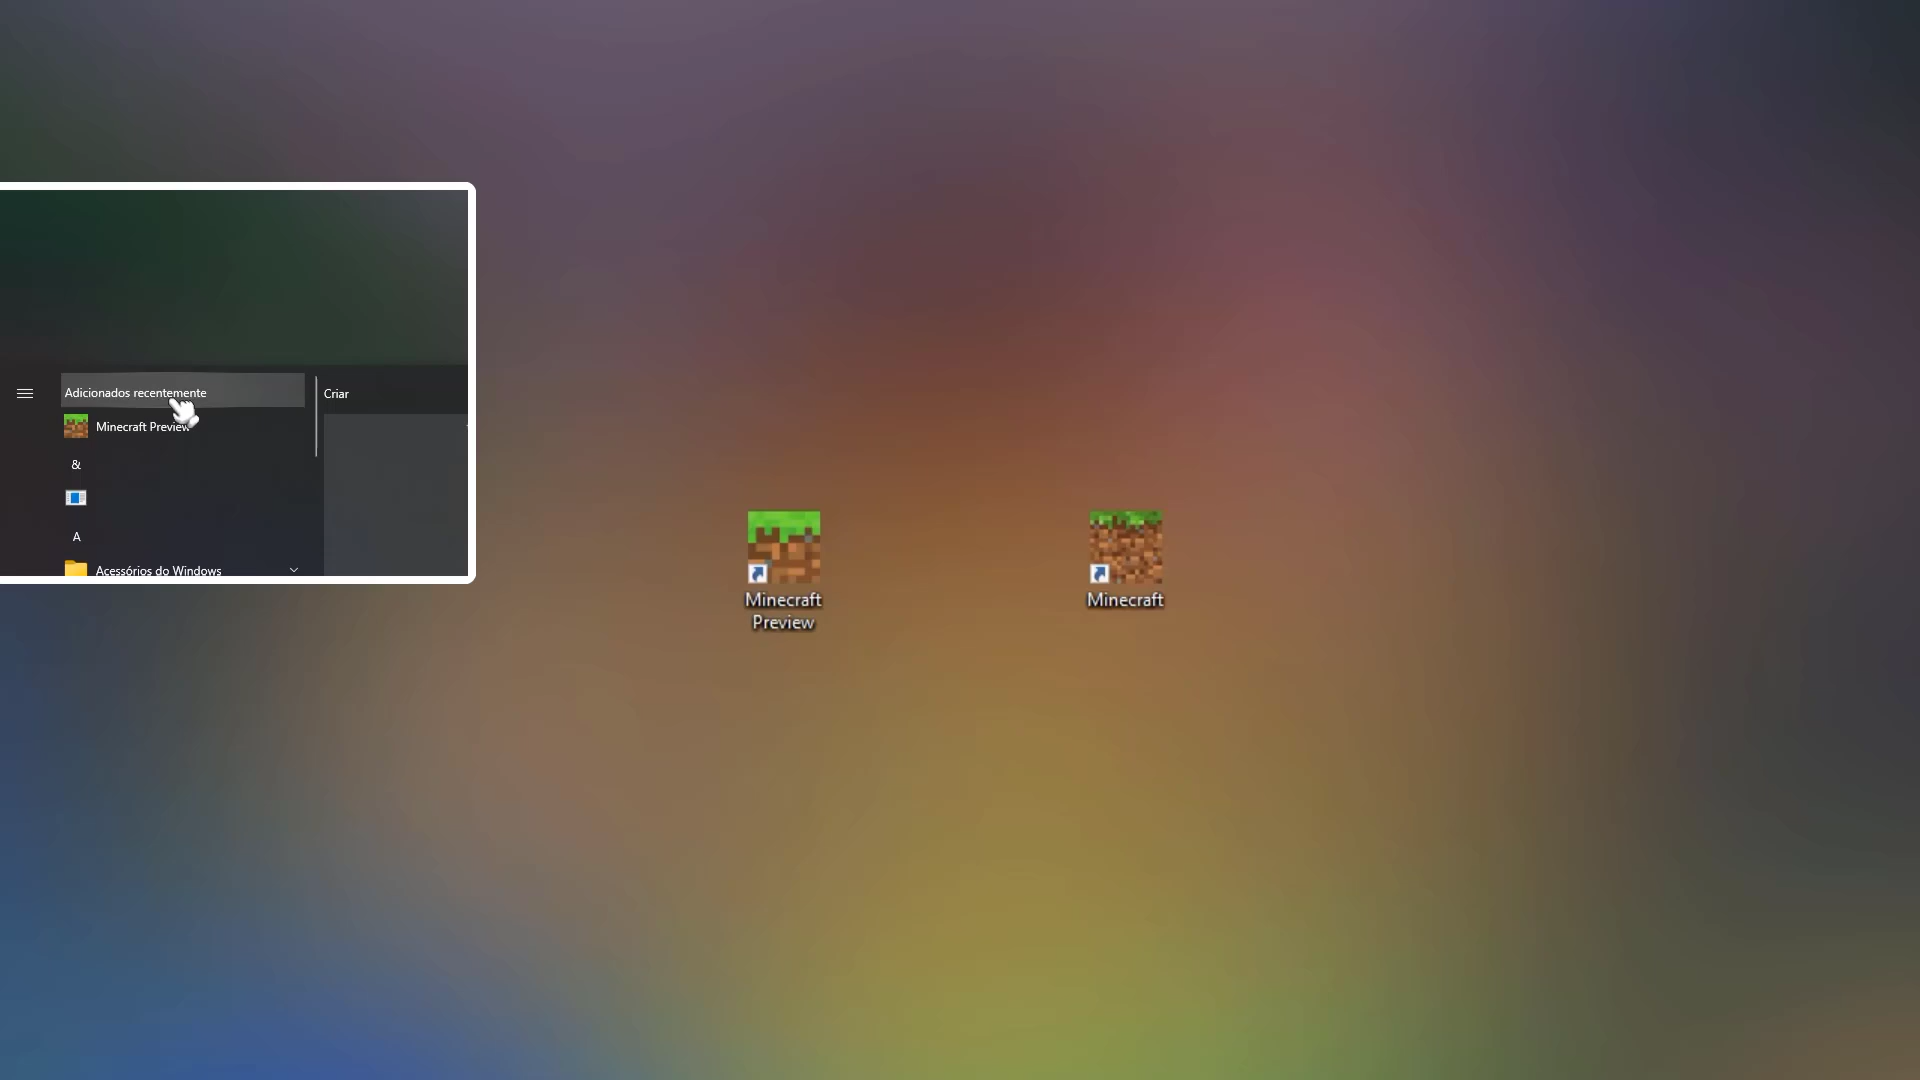 Adicionados recentemente
Criar
Minecraft Preview
&
A
Acessórios do Windows
Minecraft
Preview
Minecraft